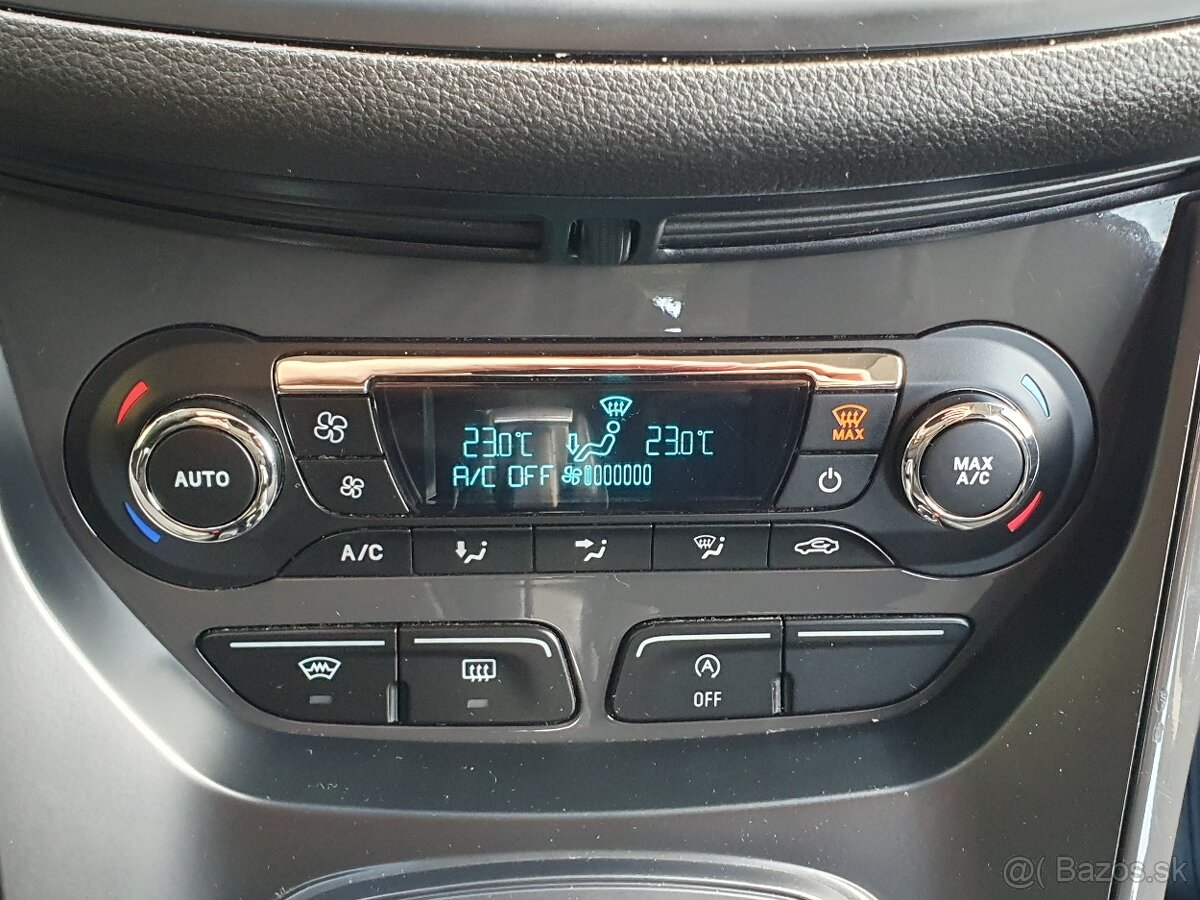 23.0°C 23.0°C
A/C OFF
MAX
AUTO
MAX
A/C
A/C
A
OFF
@( Bazos.sk